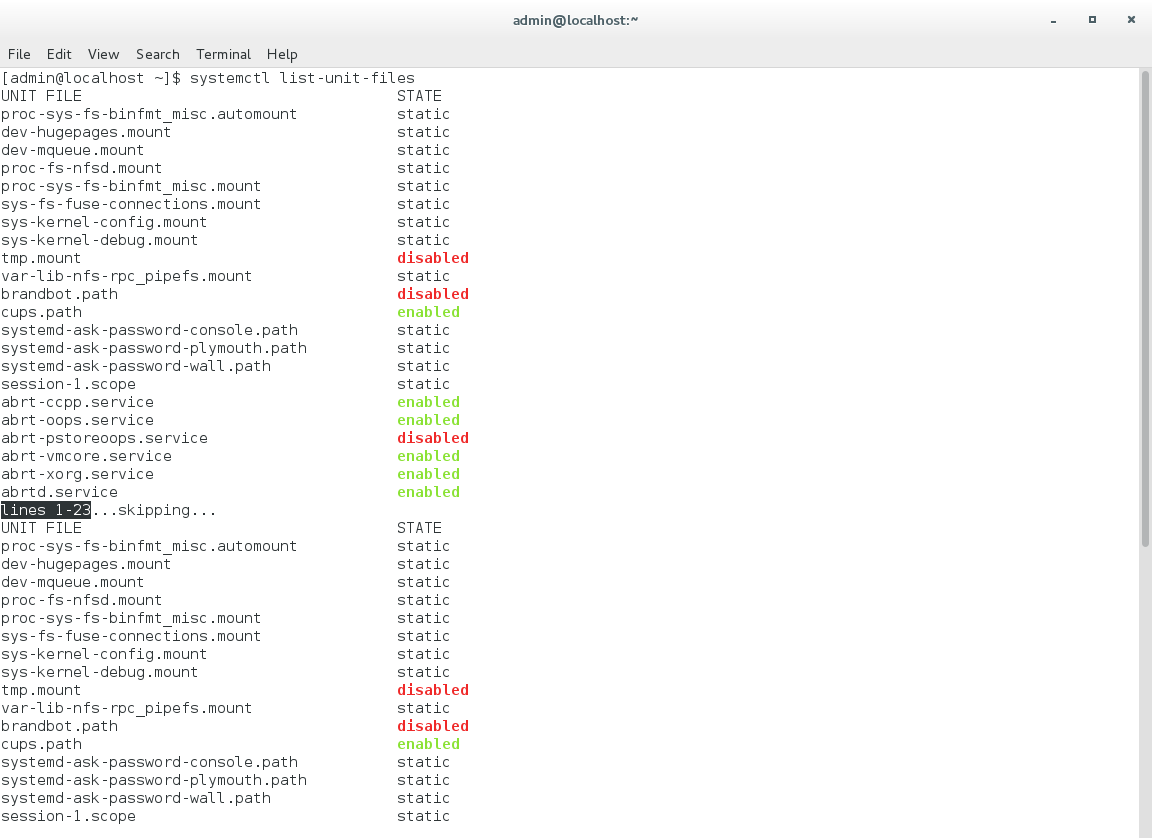 admin@localhost:~
File Edit View Search Terminal Help
[admin@localhost ~]$ systemctl list-unit-files
UNIT FILE STATE
proc-sys-fs-binfmt_misc.automount static
dev-hugepages.mount static
dev-mqueue.mount static
proc-fs-nfsd.mount static
proc-sys-fs-binfmt_misc.mount static
sys-fs-fuse-connections.mount static
sys-kernel-config.mount static
sys-kernel-debug.mount static
tmp.mount disabled
var-lib-nfs-rpc_pipefs.mount static
brandbot.path disabled
cups.path enabled
systemd-ask-password-console.path static
systemd-ask-password-plymouth.path static
systemd-ask-password-wall.path static
session-1.scope static
abrt-ccpp.service enabled
abrt-oops.service enabled
abrt-pstoreoops.service disabled
abrt-vmcore.service enabled
abrt-xorg.service enabled
abrtd.service enabled
lines 1-23...skipping...
UNIT FILE STATE
proc-sys-fs-binfmt_misc.automount static
dev-hugepages.mount static
dev-mqueue.mount static
proc-fs-nfsd.mount static
proc-sys-fs-binfmt_misc.mount static
sys-fs-fuse-connections.mount static
sys-kernel-config.mount static
sys-kernel-debug.mount static
tmp.mount disabled
var-lib-nfs-rpc_pipefs.mount static
brandbot.path disabled
cups.path enabled
systemd-ask-password-console.path static
systemd-ask-password-plymouth.path static
systemd-ask-password-wall.path static
session-1.scope static